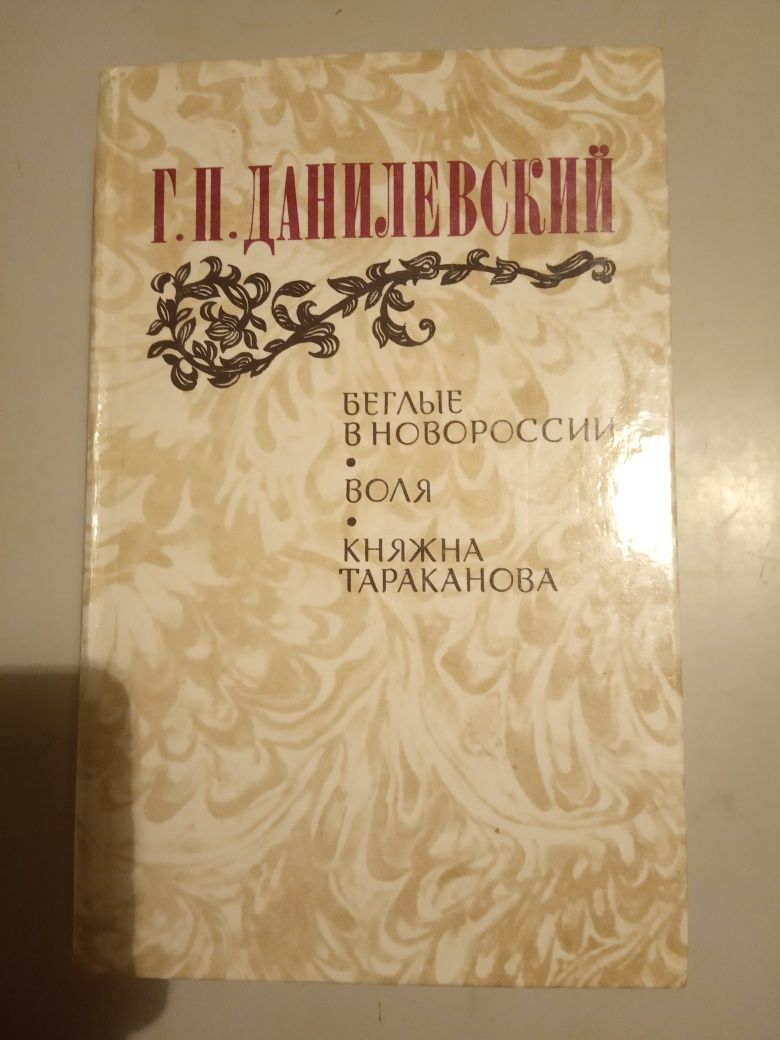 Г.П.ДАНИЛЕВСКИЙ
БЕГЛЫЕ
В НОВОРОССИИ
•
ВОЛЯ
•
КНЯЖНА
ТАРАКАНОВА